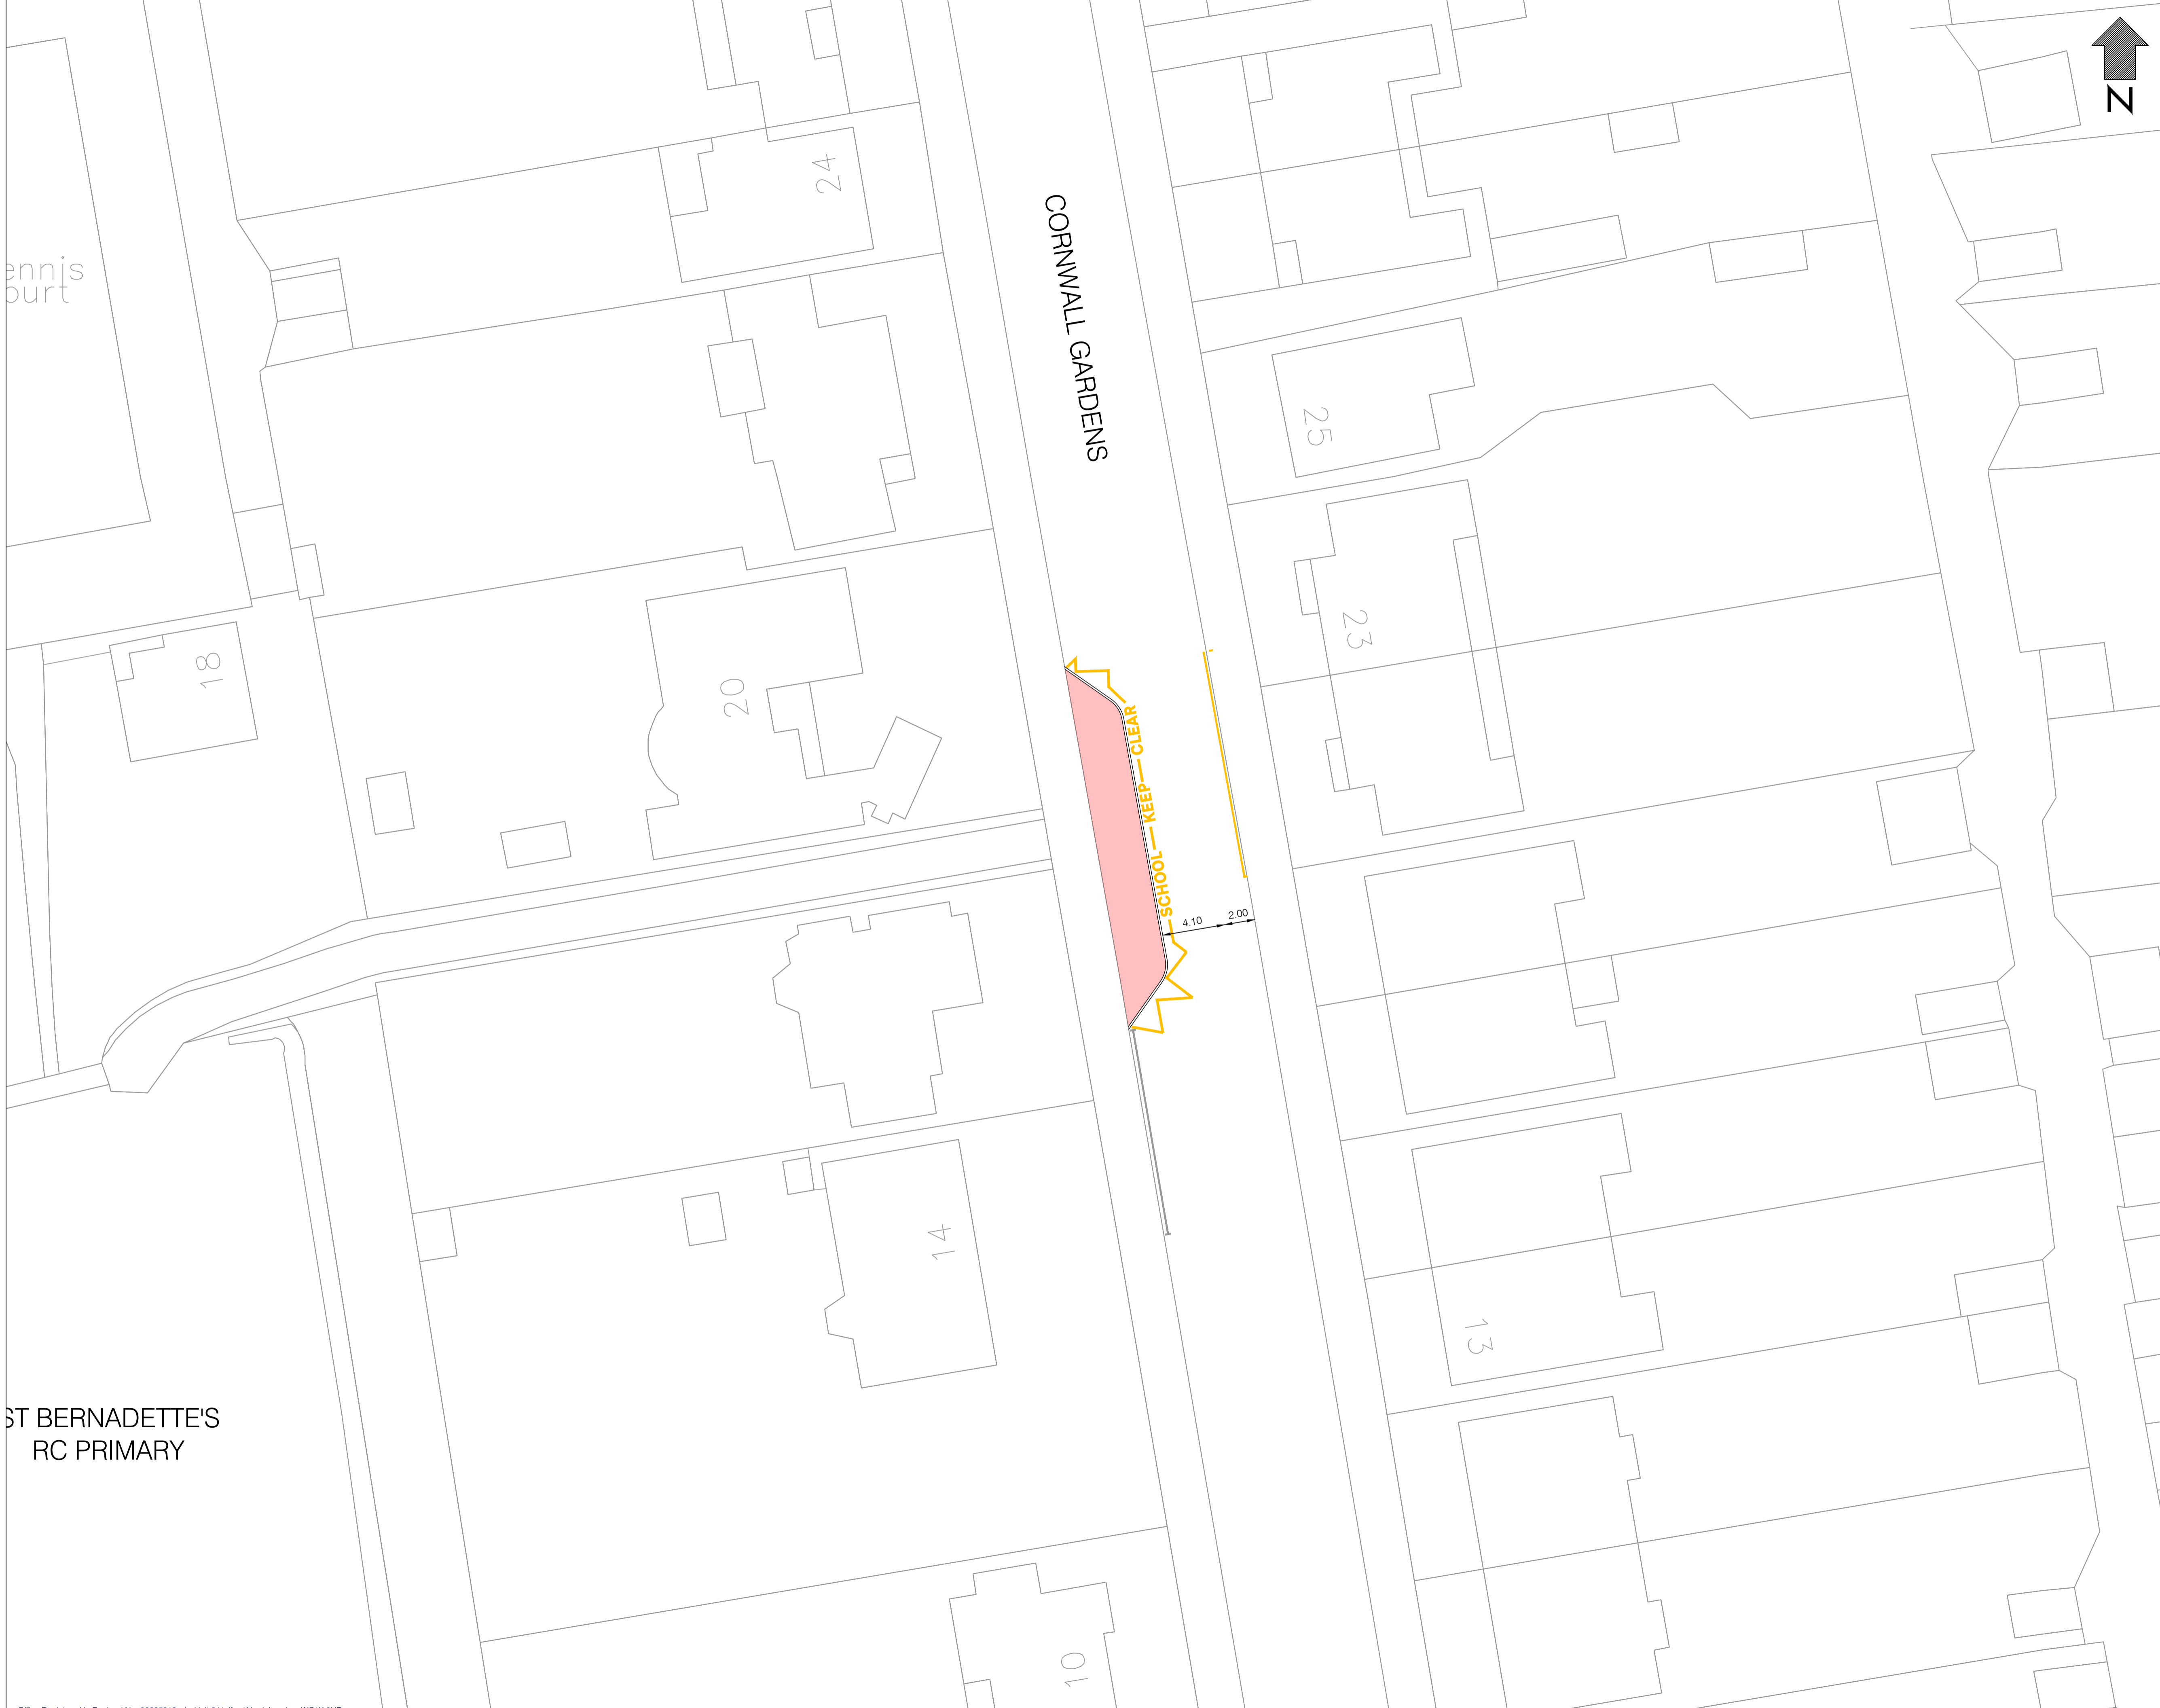 N
24
CORNWALL GARDENS
ennis
ourt
25
23
18
20
SCHOOL KEEP CLEAR
4.10
2.00
14
13
ST BERNADETTE'S
RC PRIMARY
10